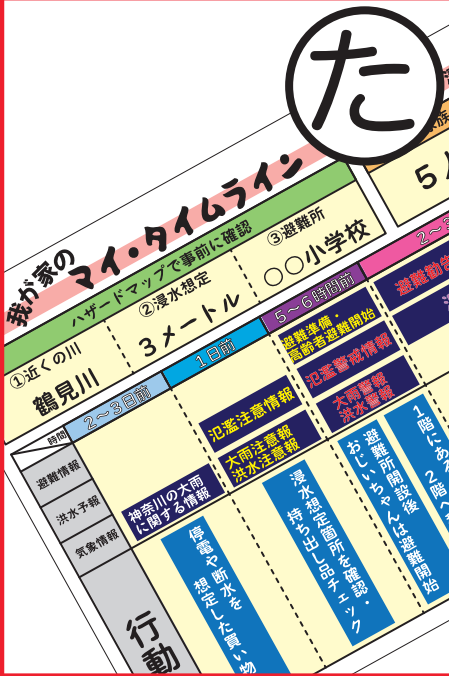 た
我が家の
マイ・タイムライン
ハザードマップで事前に確認
①近くの川
鶴見川
②浸水想定
３メートル
③避難所
○○小学校
族
５人
時間
２～３日前
１日前
５～６時間前
２～３
避難情報
洪水予報
気象情報
行動
神奈川の大雨
に関する情報
氾濫注意情報
大雨注意報
洪水注意報
避難準備・
高齢者避難開始
氾濫警戒情報
大雨警報
洪水警報
避難勧告
停電や断水を
想定した買い物
浸水想定箇所を確認・
持ち出し品チェック
避難所開設後
おじいちゃんは避難開始
１階にある
２階へ